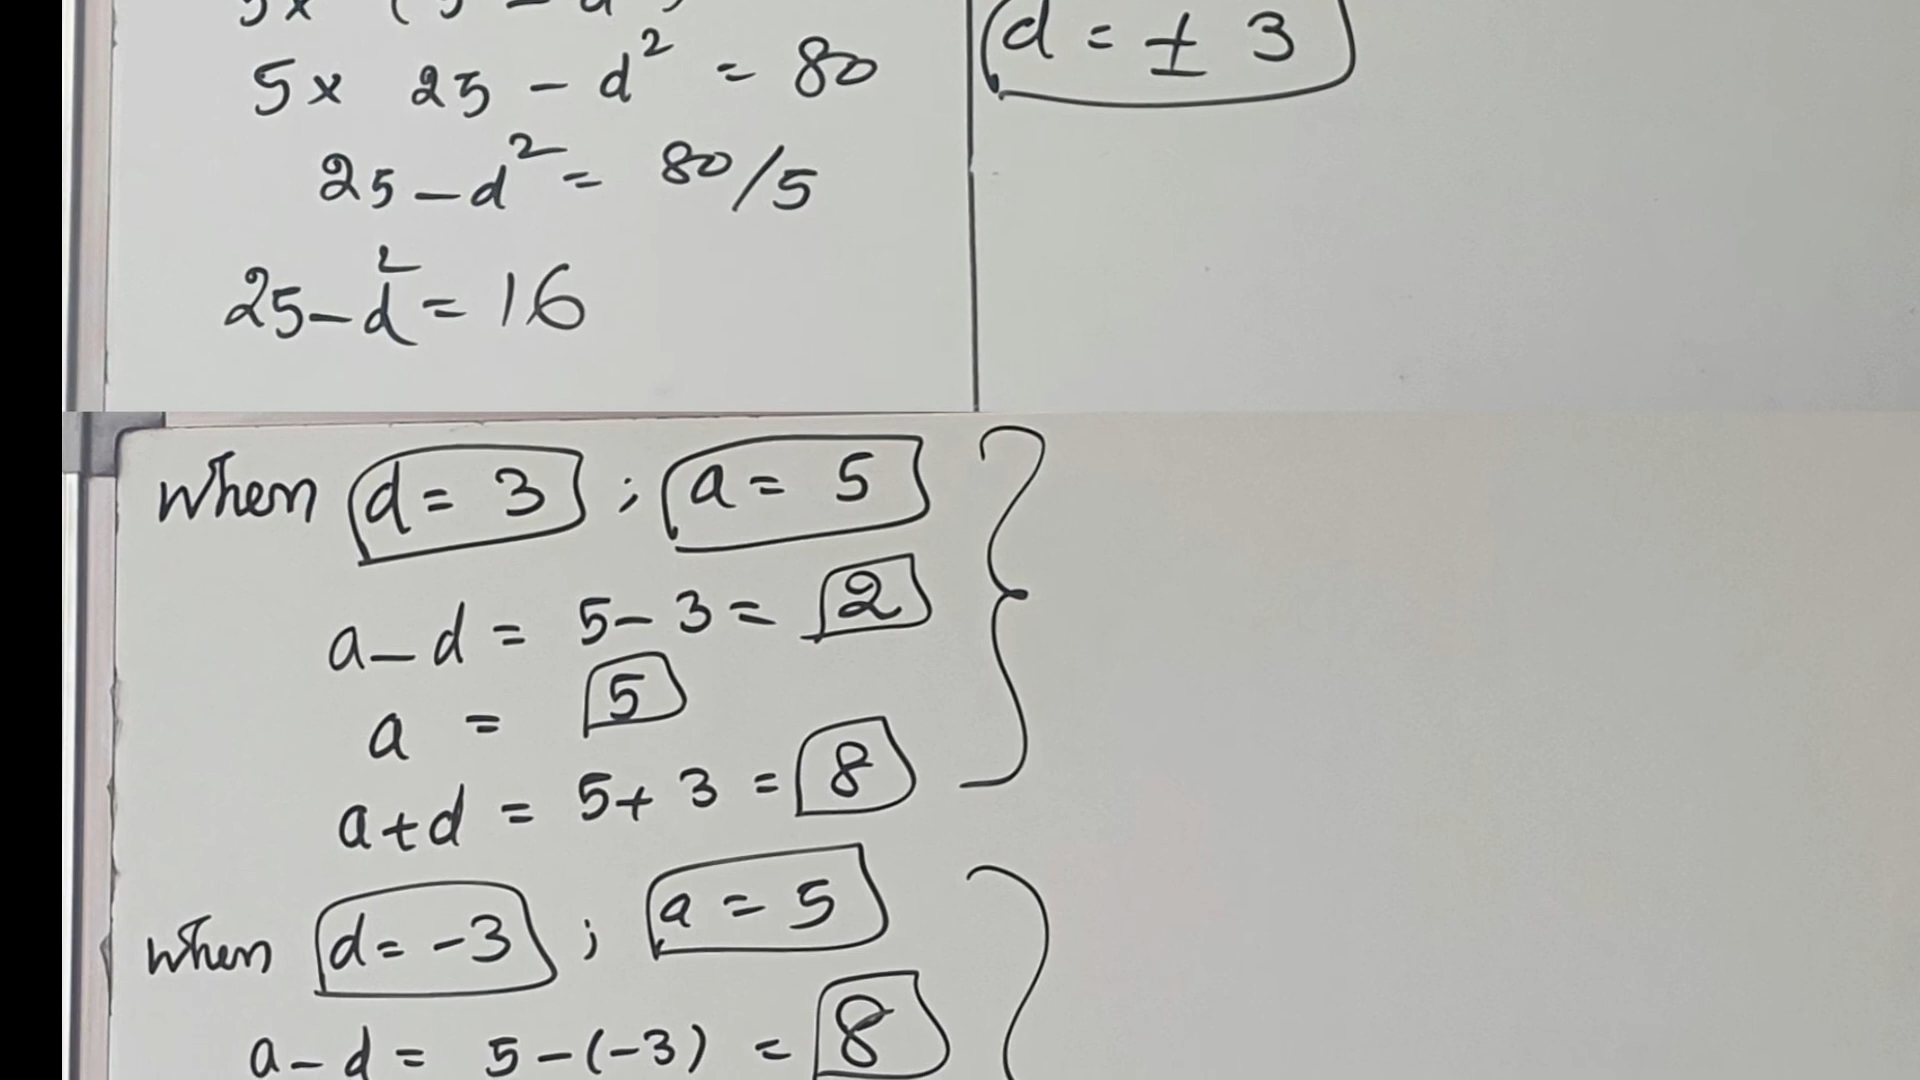 5 × 25 - d² = 80
25 - d² = 80/5
25 - d² = 16
d = ± 3
When d = 3 ; a = 5
a - d = 5 - 3 = 2
a = 5
a + d = 5 + 3 = 8
When d = -3 ; a = 5
a - d = 5 - (-3) = 8